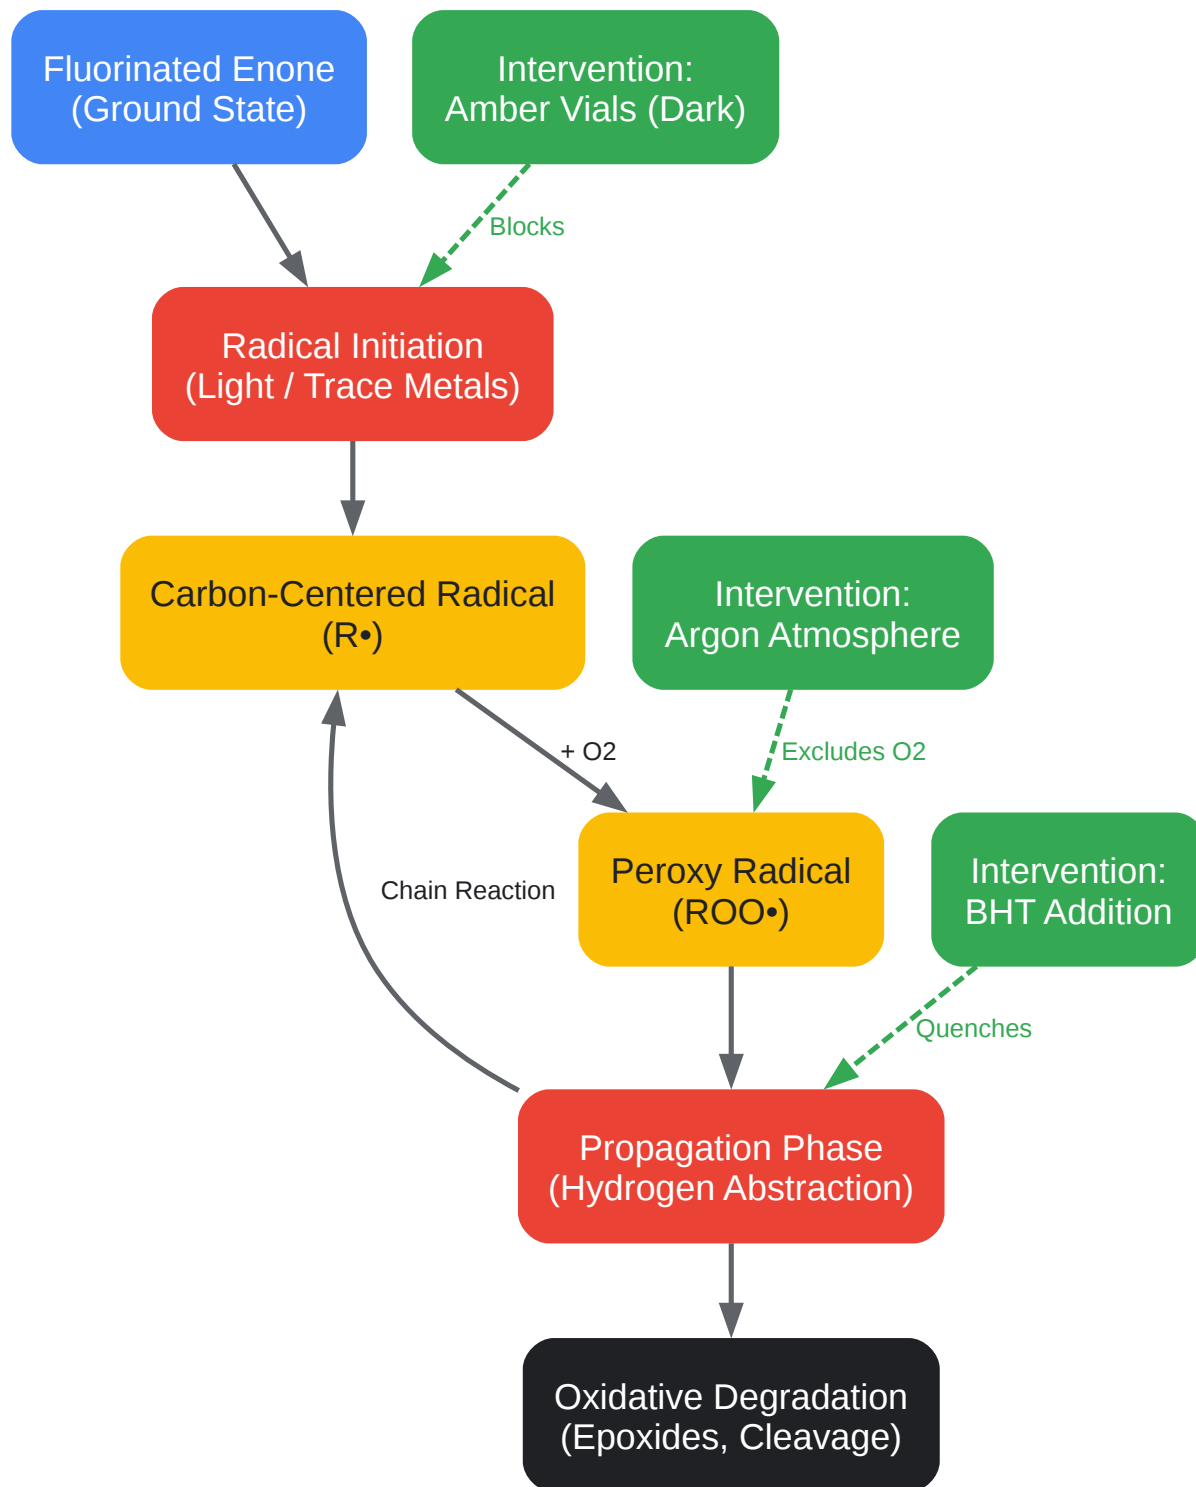 Fluorinated Enone
(Ground State)
Intervention:
Amber Vials (Dark)
Blocks
Radical Initiation
(Light / Trace Metals)
Carbon-Centered Radical
(R•)
Intervention:
Argon Atmosphere
+ O2
Excludes O2
Peroxy Radical
(ROO•)
Intervention:
BHT Addition
Chain Reaction
Quenches
Propagation Phase
(Hydrogen Abstraction)
Oxidative Degradation
(Epoxides, Cleavage)